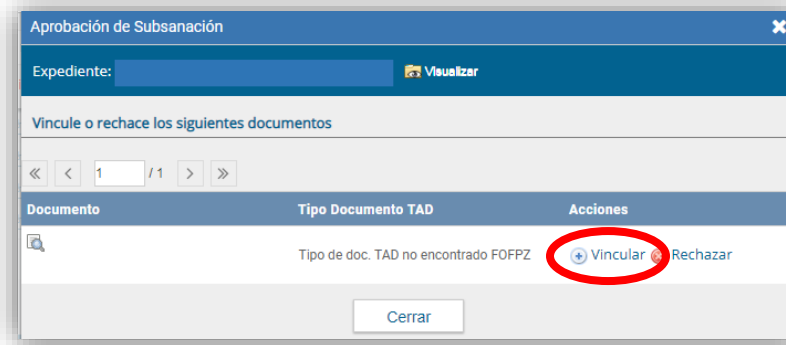 Aprobación de Subsanación
Expediente: Visualizar
Vincule o rechace los siguientes documentos
1 / 1
Documento Tipo Documento TAD Acciones
Tipo de doc. TAD no encontrado FOFPZ Vincular Rechazar
Cerrar